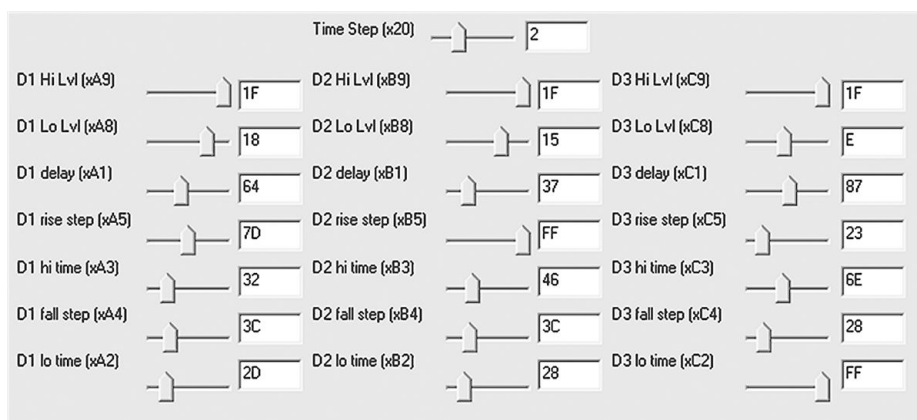 Time Step (x20) 2
D1 Hi Lvl (xA9) 1F D2 Hi Lvl (xB9) 1F D3 Hi Lvl (xC9) 1F
D1 Lo Lvl (xA8) 18 D2 Lo Lvl (xB8) 15 D3 Lo Lvl (xC8) E
D1 delay (xA1) 64 D2 delay (xB1) 37 D3 delay (xC1) 87
D1 rise step (xA5) 7D D2 rise step (xB5) FF D3 rise step (xC5) 23
D1 hi time (xA3) 32 D2 hi time (xB3) 46 D3 hi time (xC3) 6E
D1 fall step (xA4) 3C D2 fall step (xB4) 3C D3 fall step (xC4) 28
D1 lo time (xA2) 2D D2 lo time (xB2) 28 D3 lo time (xC2) FF